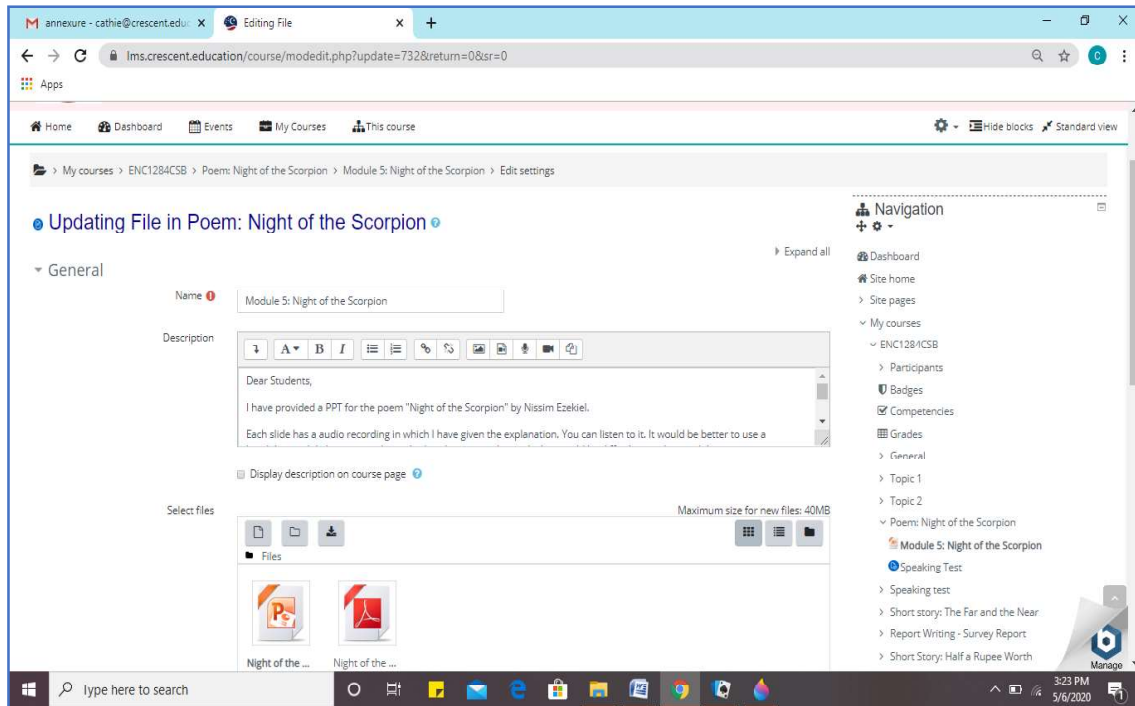 annexure - cathie@crescent.educ
Editing File
lms.crescent.education/course/modedit.php?update=732&return=0&sr=0
C
Apps
Home Dashboard Events My Courses This course
Hide blocks Standard view
> My courses > ENC1284CSB > Poem: Night of the Scorpion > Module 5: Night of the Scorpion > Edit settings
Updating File in Poem: Night of the Scorpion
Expand all
General
Name
Module 5: Night of the Scorpion
Description
A B I
Dear Students,
I have provided a PPT for the poem "Night of the Scorpion" by Nissim Ezekiel.
Each slide has a audio recording in which I have given the explanation. You can listen to it. It would be better to use a
Display description on course page
Select files
Maximum size for new files: 40MB
Files
Night of the ...
Night of the ...
Navigation
Dashboard
Site home
> Site pages
My courses
ENC1284CSB
> Participants
Badges
Competencies
Grades
> General
> Topic 1
> Topic 2
Poem: Night of the Scorpion
Module 5: Night of the Scorpion
Speaking Test
> Speaking test
> Short story: The Far and the Near
> Report Writing - Survey Report
> Short Story: Half a Rupee Worth
Manage
Type here to search
3:23 PM
5/6/2020